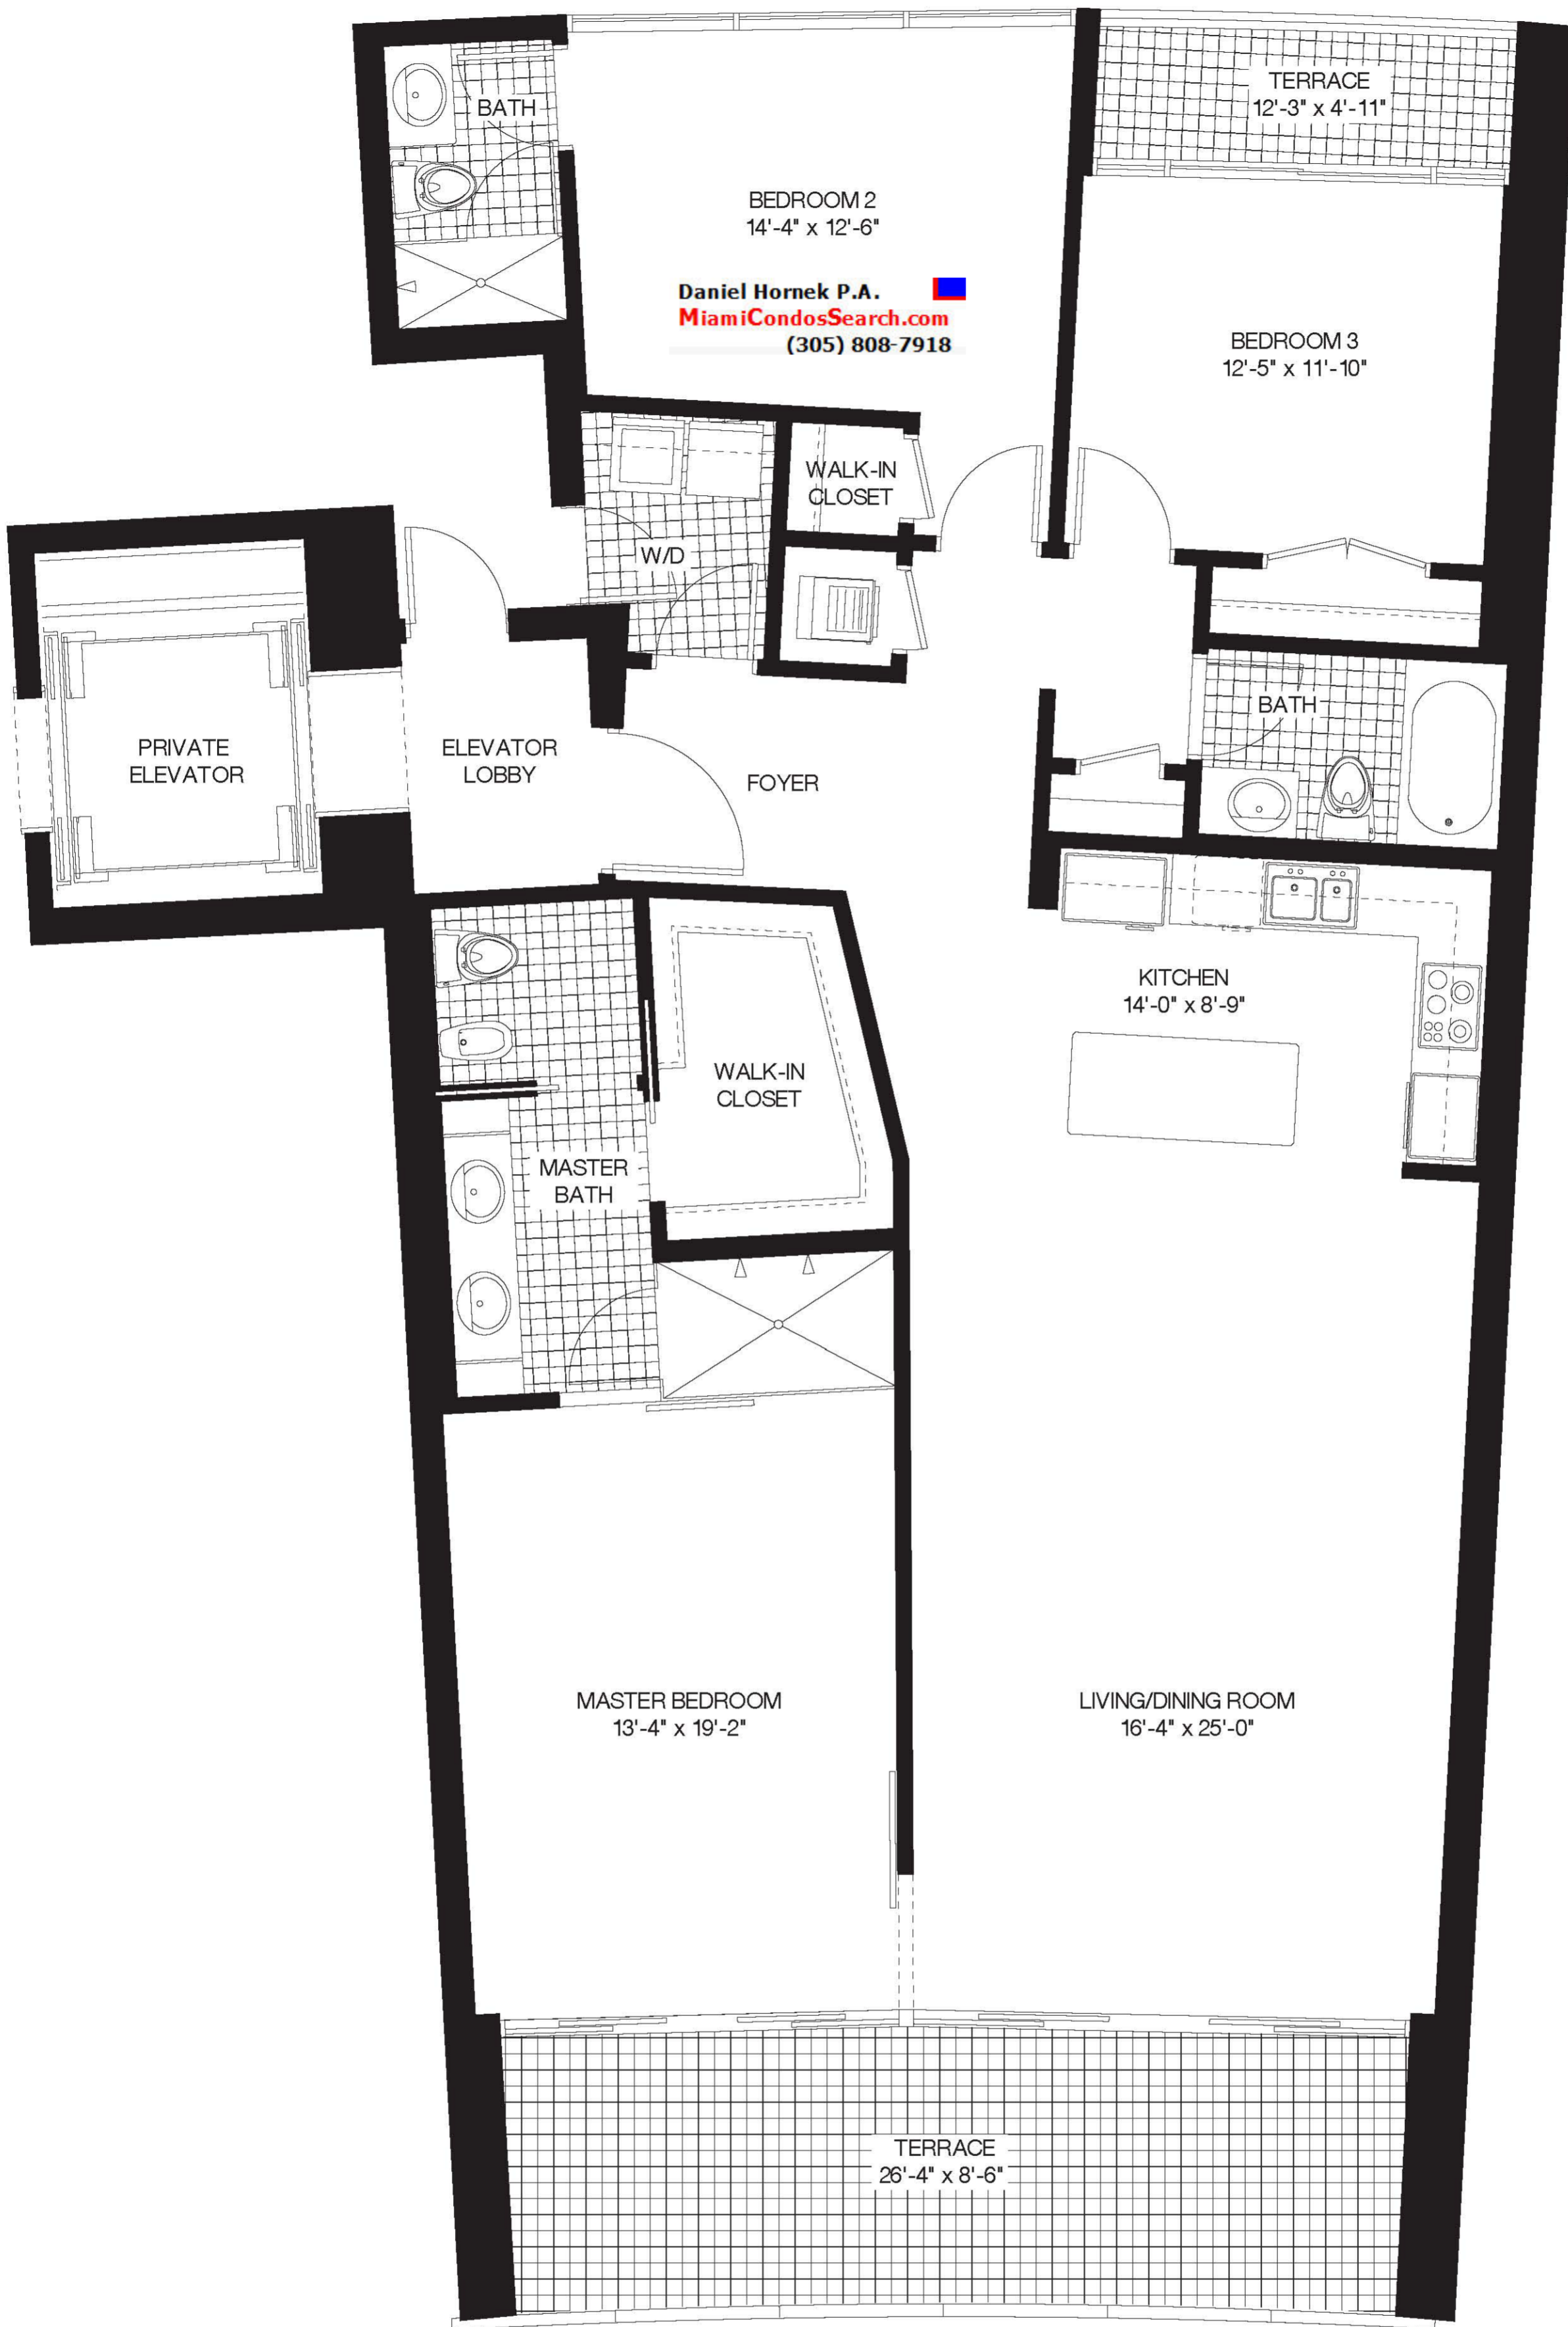 BATH
TERRACE
12'-3" x 4'-11"
BEDROOM 2
14'-4" x 12'-6"
Daniel Hornek P.A.
MiamiCondosSearch.com
(305) 808-7918
BEDROOM 3
12'-5" x 11'-10"
WALK-IN
CLOSET
W/D
BATH
PRIVATE
ELEVATOR
ELEVATOR
LOBBY
FOYER
KITCHEN
14'-0" x 8'-9"
WALK-IN
CLOSET
MASTER
BATH
MASTER BEDROOM
13'-4" x 19'-2"
LIVING/DINING ROOM
16'-4" x 25'-0"
TERRACE
26'-4" x 8'-6"